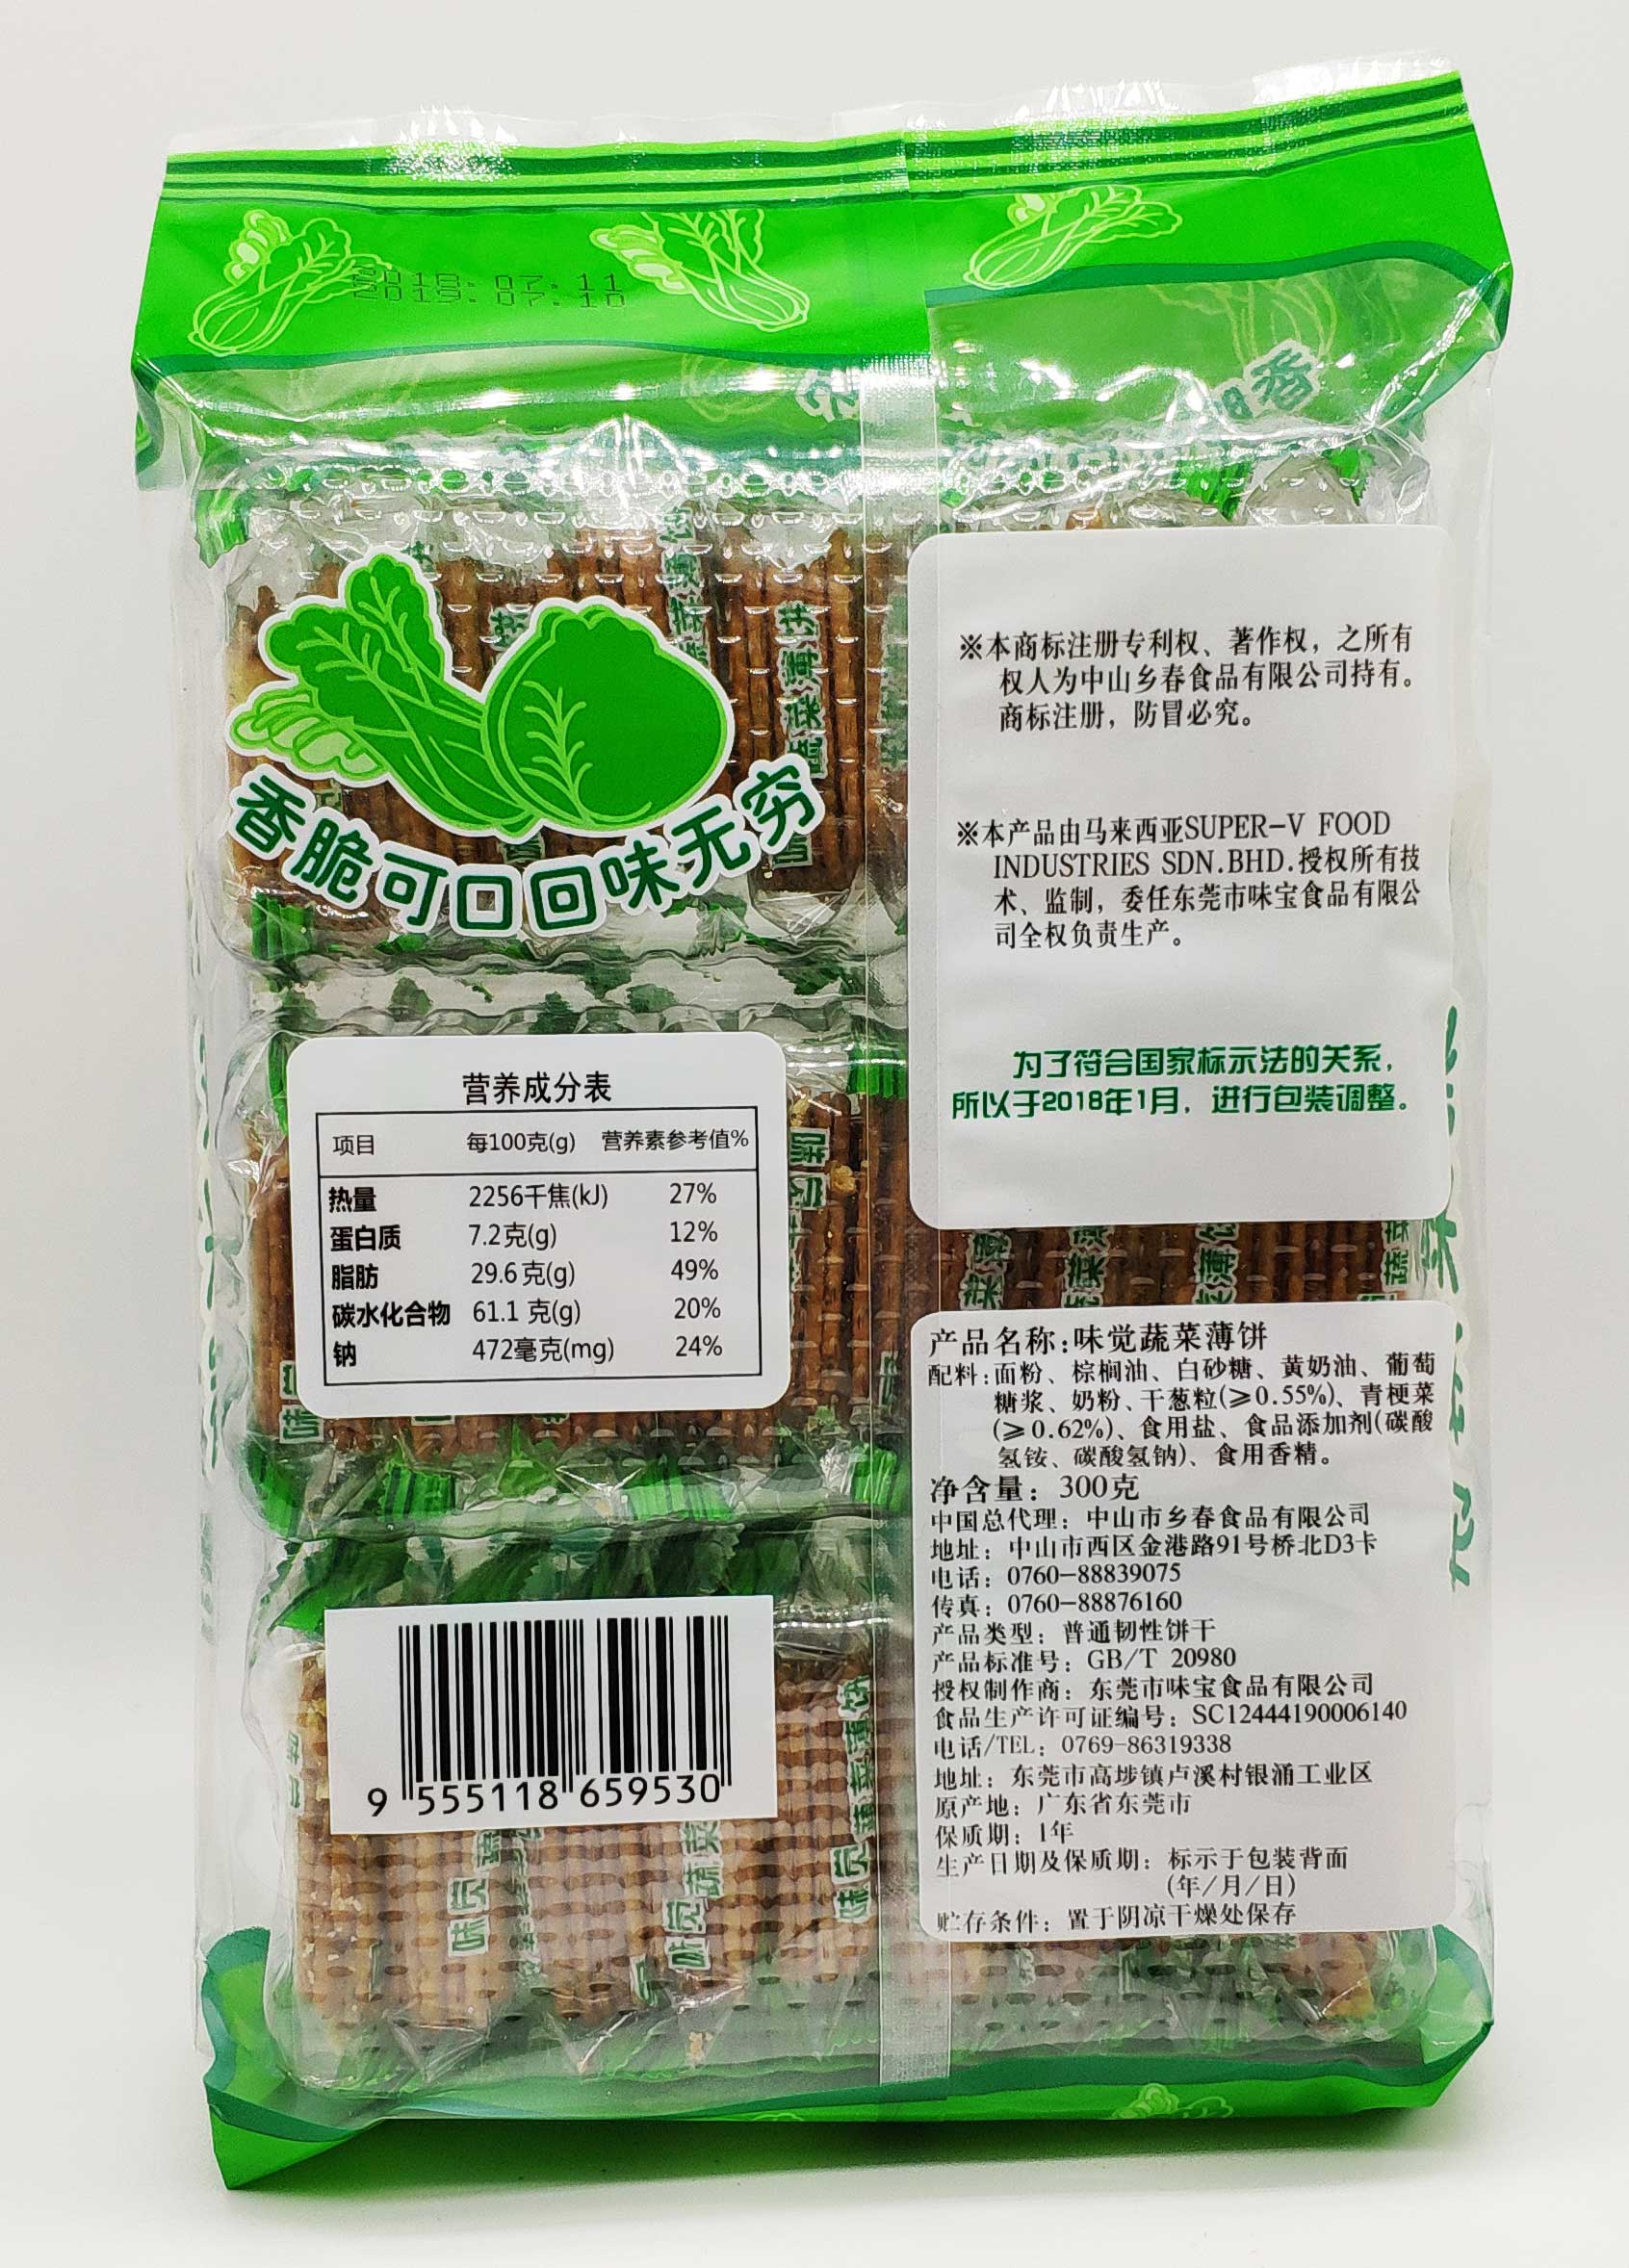 2018.07.11
2019.07.10
香脆可口回味无穷
※本商标注册专利权、著作权，之所有
权人为中山乡春食品有限公司持有。
商标注册，防冒必究。
※本产品由马来西亚SUPER-V FOOD
INDUSTRIES SDN.BHD.授权所有技
术、监制，委任东莞市味宝食品有限公
司全权负责生产。
为了符合国家标示法的关系，
所以于2018年1月，进行包装调整。
营养成分表
项目 每100克(g) 营养素参考值%
热量 2256千焦(kJ) 27%
蛋白质 7.2克(g) 12%
脂肪 29.6克(g) 49%
碳水化合物 61.1 克(g) 20%
钠 472毫克(mg) 24%
9 555118 659530
产品名称:味觉蔬菜薄饼
配料:面粉、棕榈油、白砂糖、黄奶油、葡萄
糖浆、奶粉、干葱粒(≥0.55%)、青梗菜
(≥0.62%)、食用盐、食品添加剂(碳酸
氢铵、碳酸氢钠)、食用香精。
净含量：300克
中国总代理：中山市乡春食品有限公司
地址：中山市西区金港路91号桥北D3卡
电话：0760-88839075
传真：0760-88876160
产品类型：普通韧性饼干
产品标准号：GB/T 20980
授权制作商：东莞市味宝食品有限公司
食品生产许可证编号：SC12444190006140
电话/TEL：0769-86319338
地址：东莞市高埗镇卢溪村银涌工业区
原产地：广东省东莞市
保质期：1年
生产日期及保质期：标示于包装背面
(年/月/日)
贮存条件：置于阴凉干燥处保存